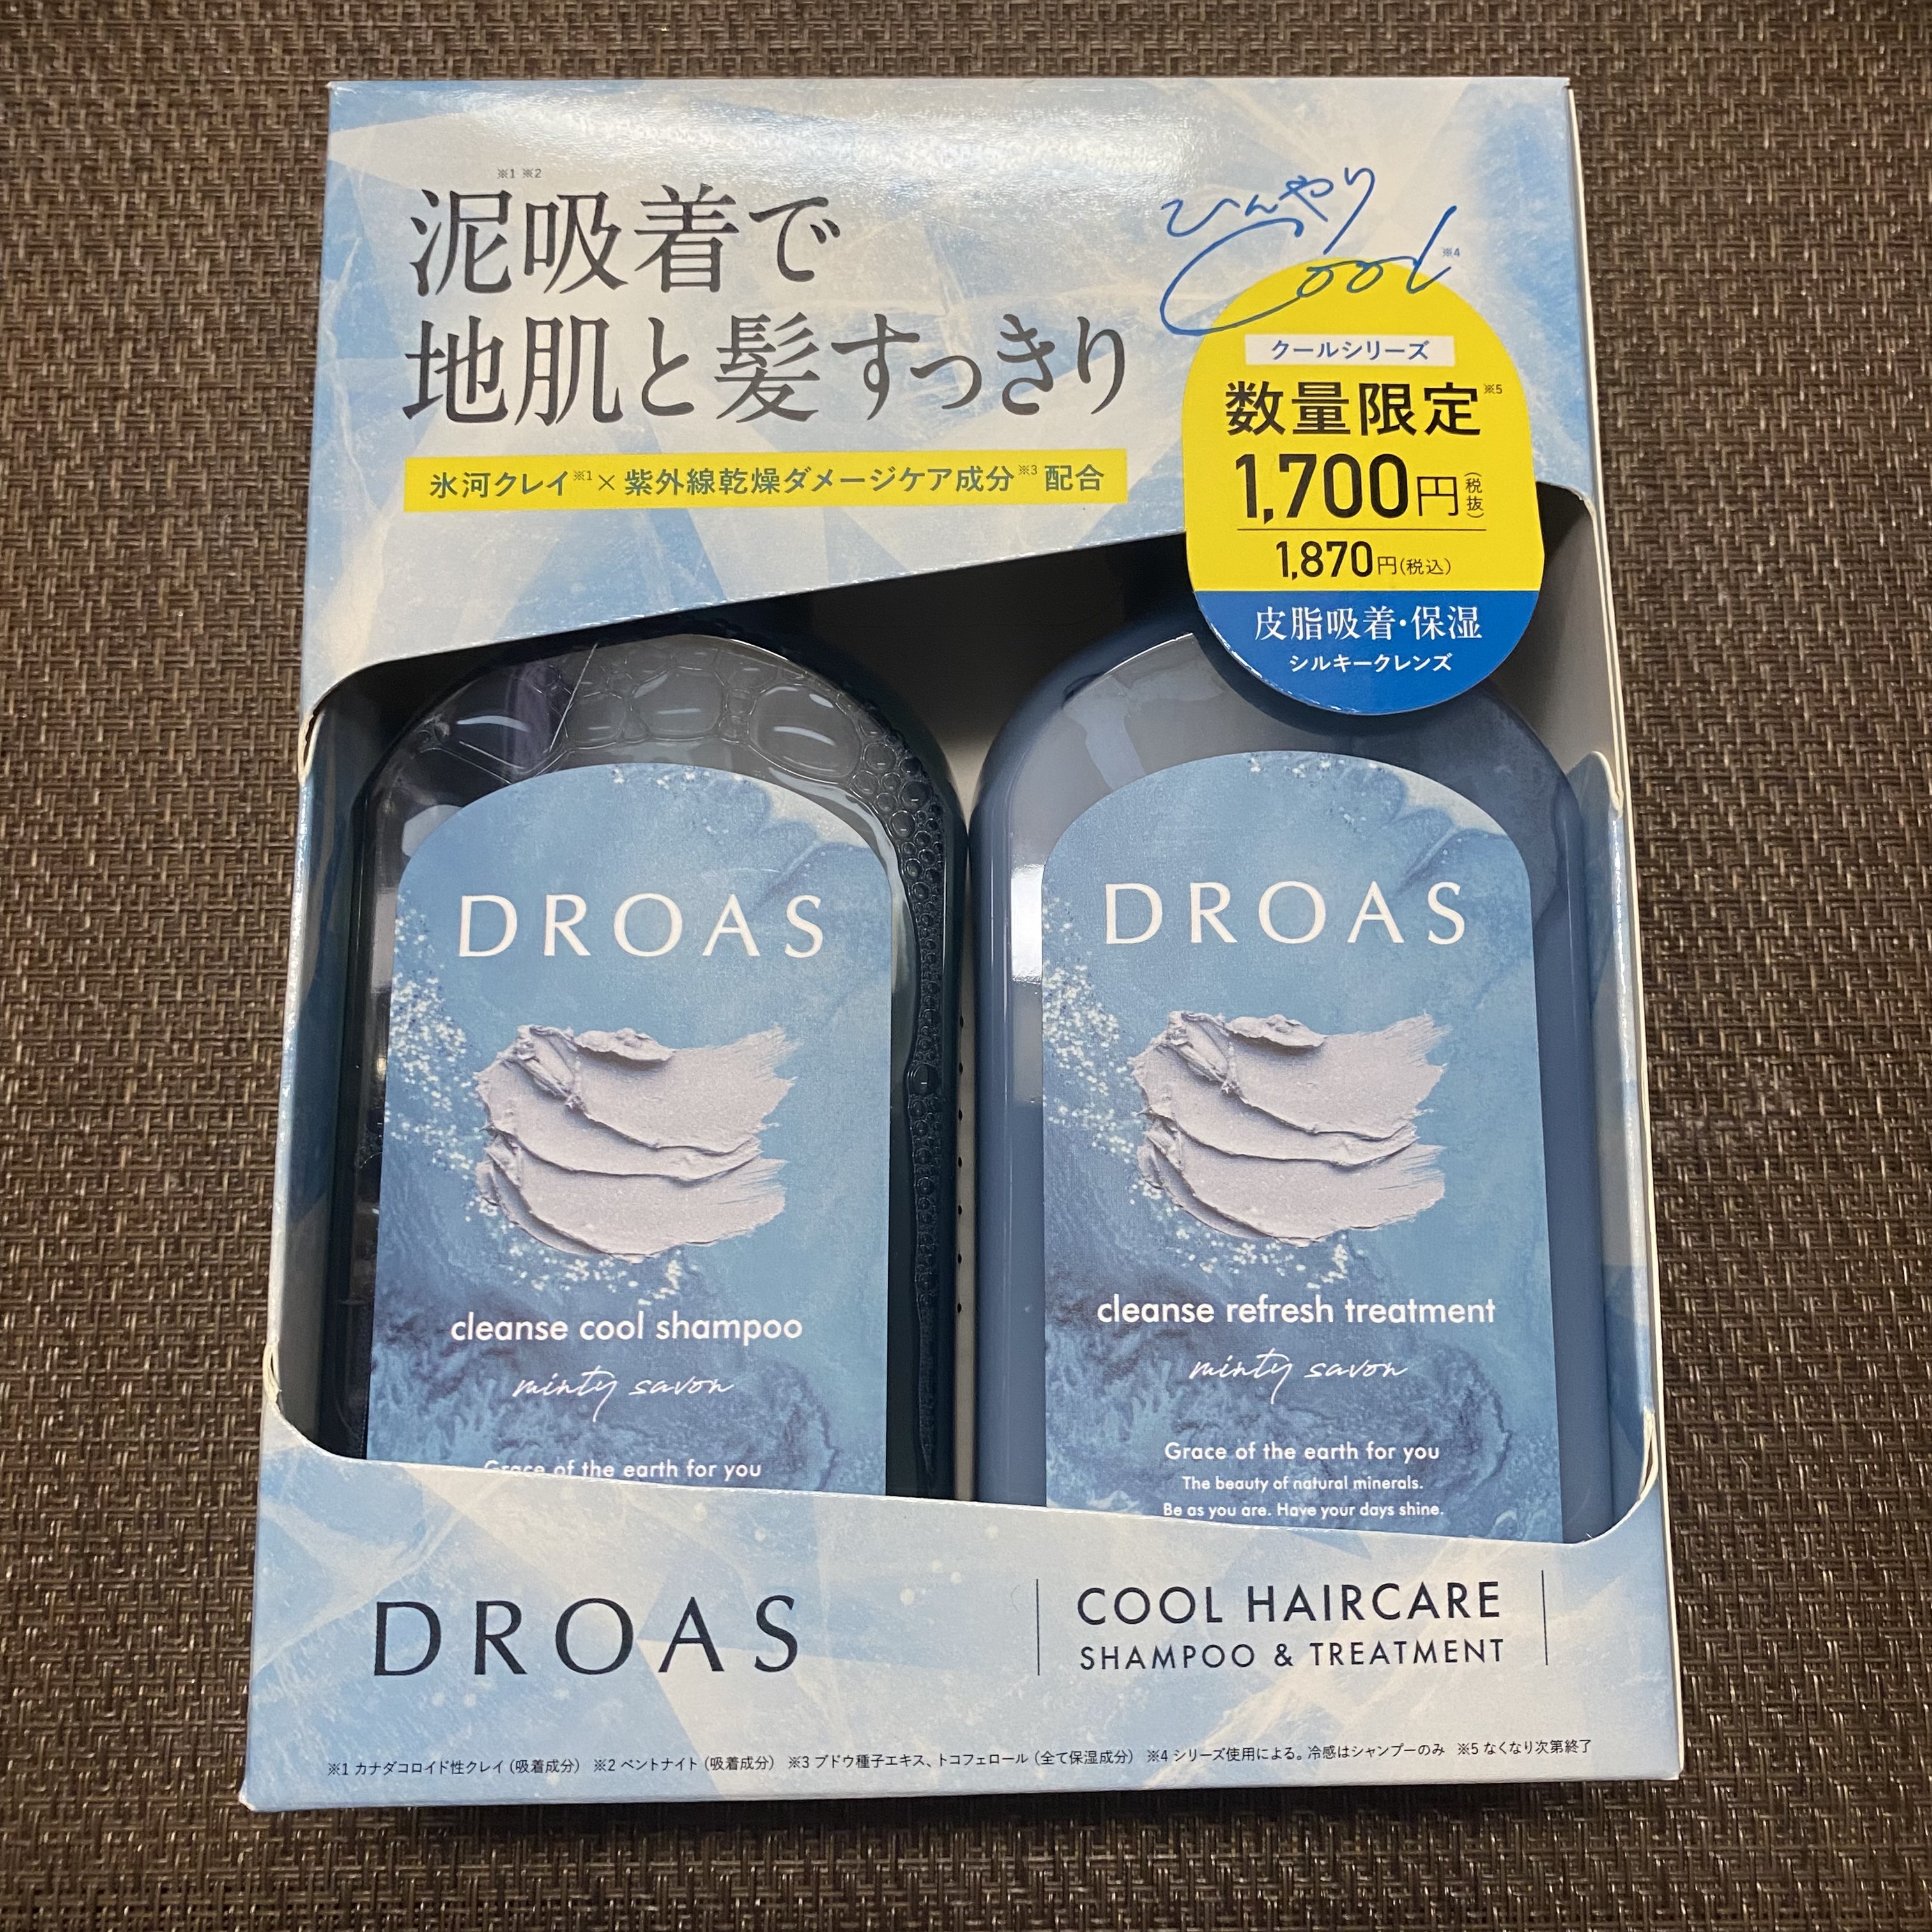 ※1 ※2
泥吸着で
地肌と髪すっきり
氷河クレイ※1×紫外線乾燥ダメージケア成分※3配合
ひんやり
Cool※4
クールシリーズ
数量限定※5
1,700円(税抜)
1,870円(税込)
皮脂吸着・保湿
シルキークレンズ
DROAS
cleanse cool shampoo
minty savon
Grace of the earth for you
DROAS
cleanse refresh treatment
minty savon
Grace of the earth for you
The beauty of natural minerals.
Be as you are. Have your days shine.
DROAS
COOL HAIRCARE
SHAMPOO & TREATMENT
※1 カナダコロイド性クレイ(吸着成分) ※2 ベントナイト(吸着成分) ※3 ブドウ種子エキス、トコフェロール(全て保湿成分) ※4 シリーズ使用による。冷感はシャンプーのみ ※5 なくなり次第終了